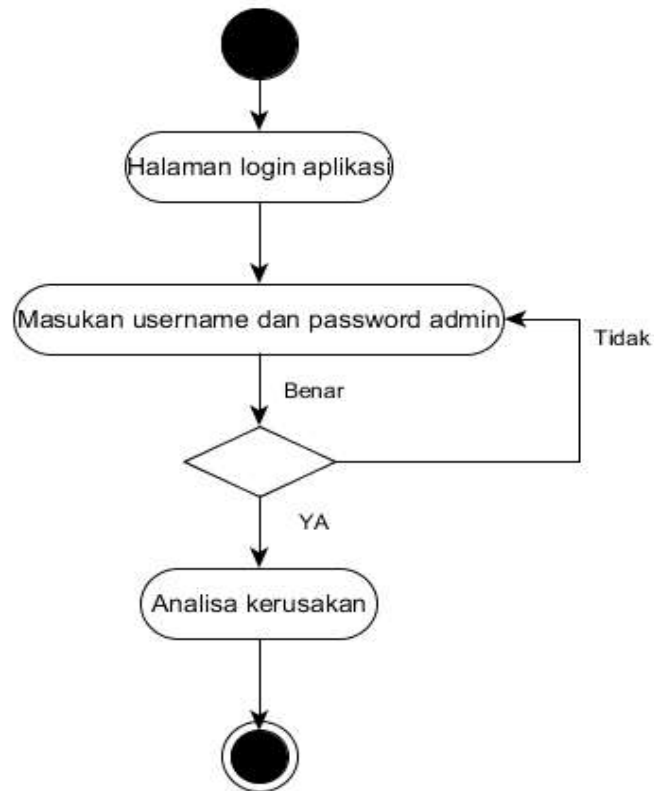 Halaman login aplikasi
Masukan username dan password admin
Tidak
Benar
YA
Analisa kerusakan